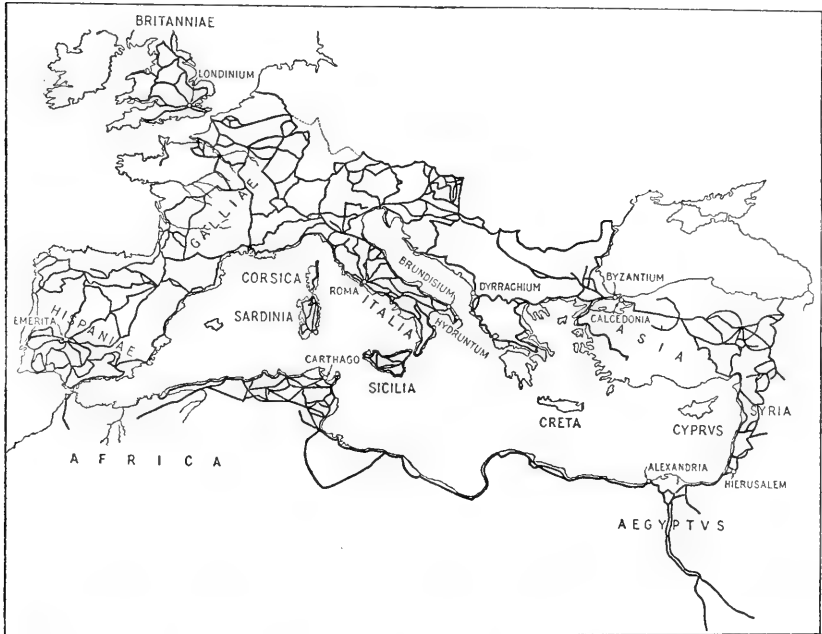 BRITANNIAE
LONDINIUM
GALLIAE
CORSICA
ROMA
BRUNDISIUM
DYRRACHIUM
BYZANTIUM
SARDINIA
ITALIA
HYDRUNTUM
CALCEDONIA
EMERITA
HISPANIAE
ASIA
CARTHAGO
SICILIA
CRETA
CYPRVS
SYRIA
AFRICA
ALEXANDRIA
HIERUSALEM
AEGYPTVS